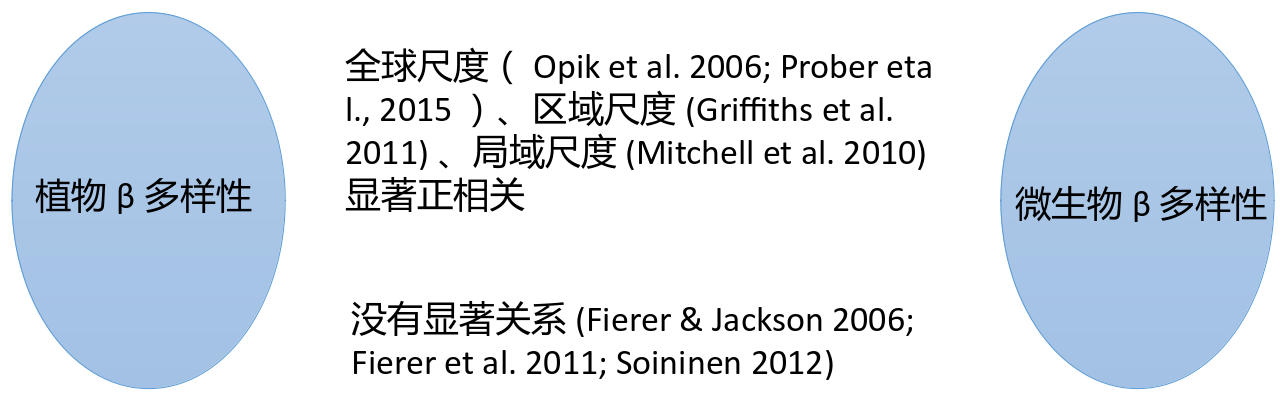 植物 β 多样性
全球尺度（ Opik et al. 2006; Prober eta
l., 2015 ）、区域尺度 (Griffiths et al.
2011) 、局域尺度 (Mitchell et al. 2010)
显著正相关
没有显著关系 (Fierer & Jackson 2006;
Fierer et al. 2011; Soininen 2012)
微生物 β 多样性